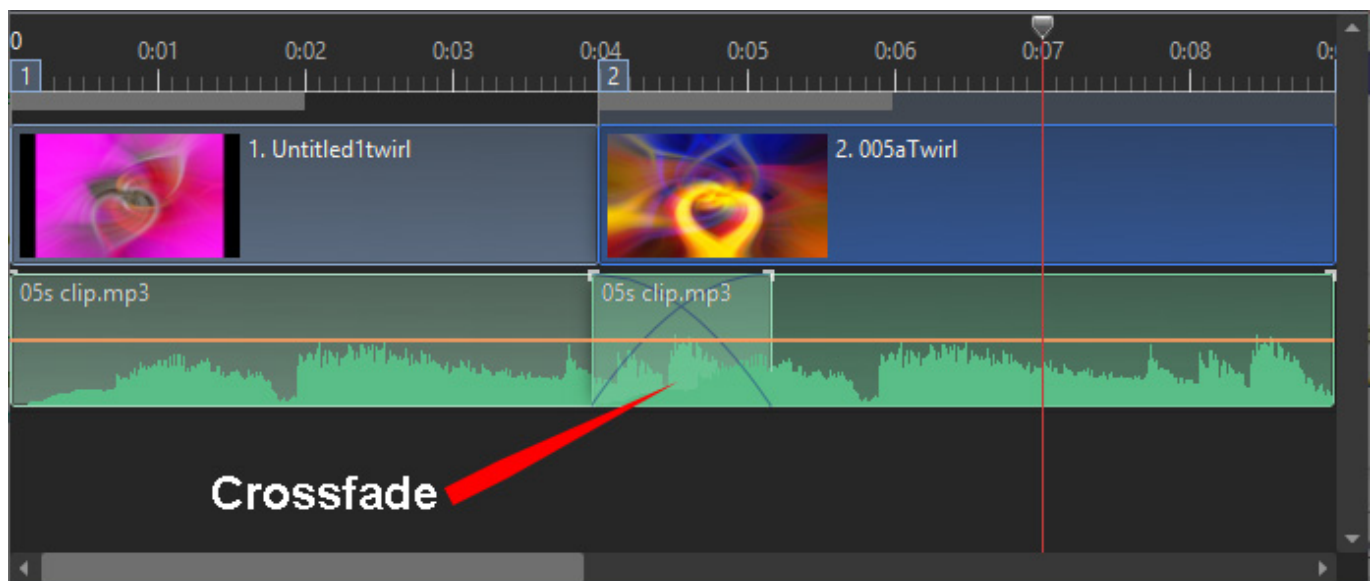 0 0:01 0:02 0:03 0:04 0:05 0:06 0:07 0:08 0:
1 2
1. Untitled1twirl 2. 005aTwirl
05s clip.mp3 05s clip.mp3
Crossfade